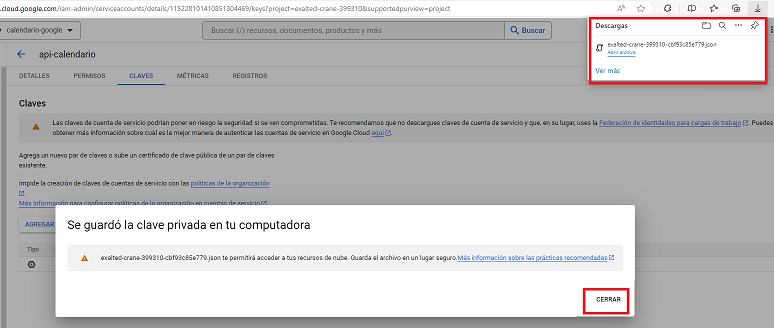 .cloud.google.com/iam-admin/serviceaccounts/details/115228101410851304469/keys?project=exalted-crane-399310&supportedpurview=project
calendario-google
Buscar (/) recursos, documentos, productos y más
Buscar
Descargas
exalted-crane-399310-cbf93c85e779.json
Abrir archivo
Ver más
api-calendario
DETALLES PERMISOS CLAVES MÉTRICAS REGISTROS
Claves
Las claves de cuenta de servicio podrían poner en riesgo la seguridad si se ven comprometidas. Te recomendamos que no descargues claves de cuenta de servicio y que, en su lugar, uses la Federación de identidades para cargas de trabajo . Puedes
obtener más información sobre cuál es la mejor manera de autenticar las cuentas de servicio en Google Cloud aquí .
Agrega un nuevo par de claves o sube un certificado de clave pública de un par de claves
existente.
Impide la creación de claves de cuentas de servicio con las políticas de la organización
.
Más información para configurar políticas de la organización en cuentas de servicio
AGREGAR
Tipo
Se guardó la clave privada en tu computadora
exalted-crane-399310-cbf93c85e779.json te permitirá acceder a tus recursos de nube. Guarda el archivo en un lugar seguro.Más información sobre las prácticas recomendadas
CERRAR